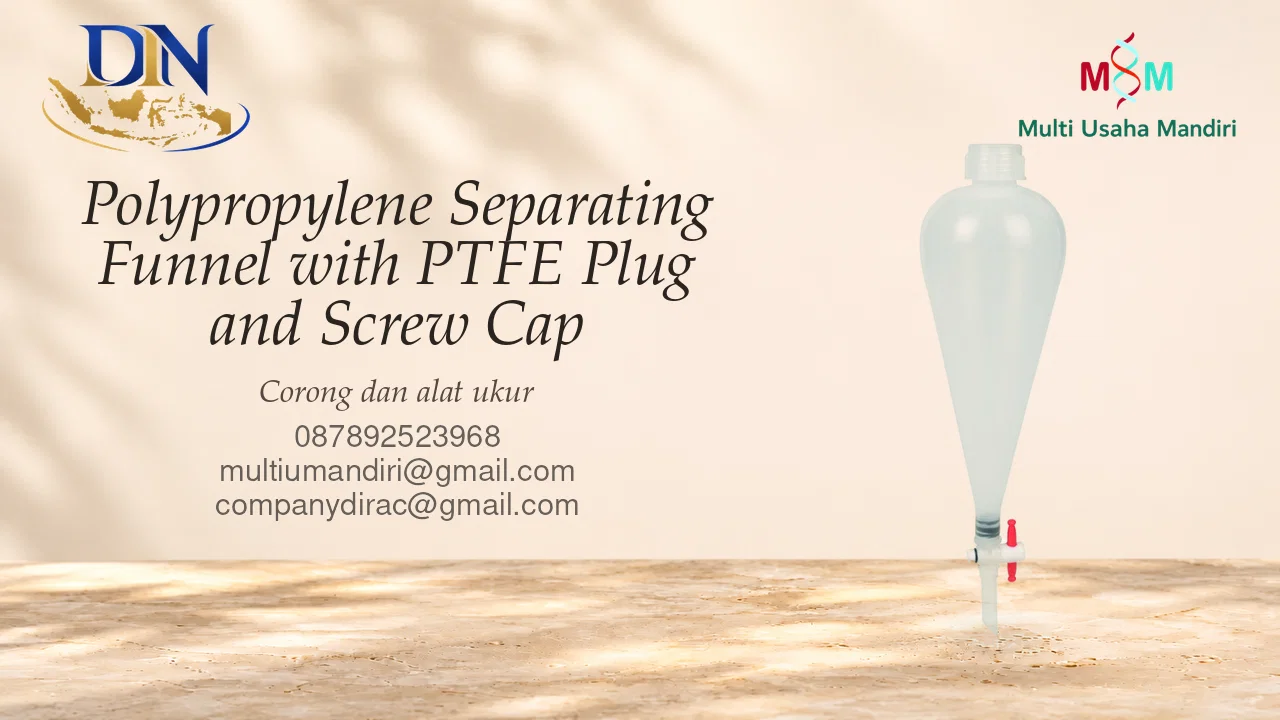 DIN
M M
Multi Usaha Mandiri
Polypropylene Separating
Funnel with PTFE Plug
and Screw Cap
Corong dan alat ukur
087892523968
multiumandiri@gmail.com
companydirac@gmail.com